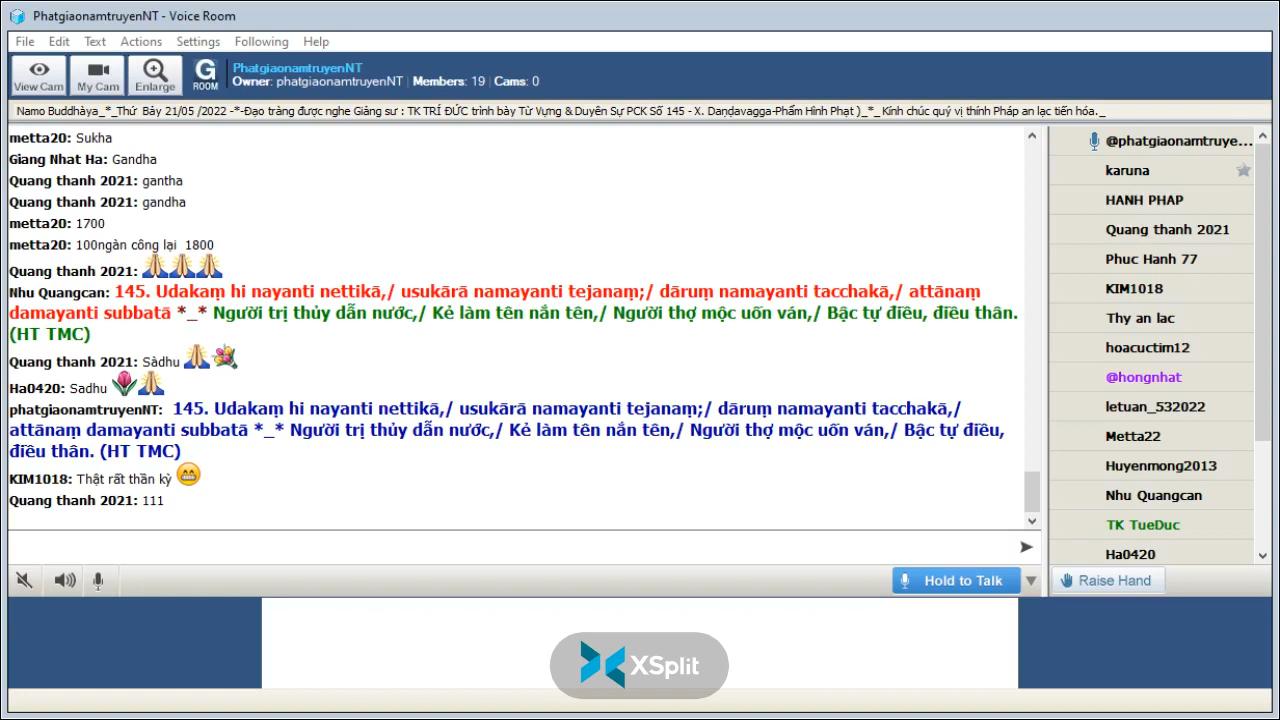 PhatgiaonamtruyenNT - Voice Room
File Edit Text Actions Settings Following Help
View Cam My Cam Enlarge G ROOM
PhatgiaonamtruyenNT
Owner: phatgiaonamtruyenNT | Members: 19 | Cams: 0
Namo Buddhàya_*_Thứ Bảy 21/05 /2022 -*-Đạo tràng được nghe Giảng sư : TK TRÍ ĐỨC trình bày Từ Vựng & Duyên Sự PCK Số 145 - X. Daṇḍavagga-Phẩm Hình Phạt )_*_ Kính chúc quý vị thính Pháp an lạc tiến hóa._
metta20: Sukha
Giang Nhat Ha: Gandha
Quang thanh 2021: gantha
Quang thanh 2021: gandha
metta20: 1700
metta20: 100ngàn công lại 1800
Quang thanh 2021:
Nhu Quangcan: 145. Udakaṃ hi nayanti nettikā,/ usukārā namayanti tejanaṃ;/ dāruṃ namayanti tacchakā,/ attānaṃ
damayanti subbatā *_* Người trị thủy dẫn nước,/ Kẻ làm tên nắn tên,/ Người thợ mộc uốn ván,/ Bậc tự điều, điều thân.
(HT TMC)
Quang thanh 2021: Sàdhu
Ha0420: Sadhu
phatgiaonamtruyenNT: 145. Udakaṃ hi nayanti nettikā,/ usukārā namayanti tejanaṃ;/ dāruṃ namayanti tacchakā,/
attānaṃ damayanti subbatā *_* Người trị thủy dẫn nước,/ Kẻ làm tên nắn tên,/ Người thợ mộc uốn ván,/ Bậc tự điều,
điều thân. (HT TMC)
KIM1018: Thật rất thần kỳ
Quang thanh 2021: 111
@phatgiaonamtruye...
karuna
HANH PHAP
Quang thanh 2021
Phuc Hanh 77
KIM1018
Thy an lac
hoacuctim12
@hongnhat
letuan_532022
Metta22
Huyenmong2013
Nhu Quangcan
TK TueDuc
Ha0420
Hold to Talk
Raise Hand
XSplit